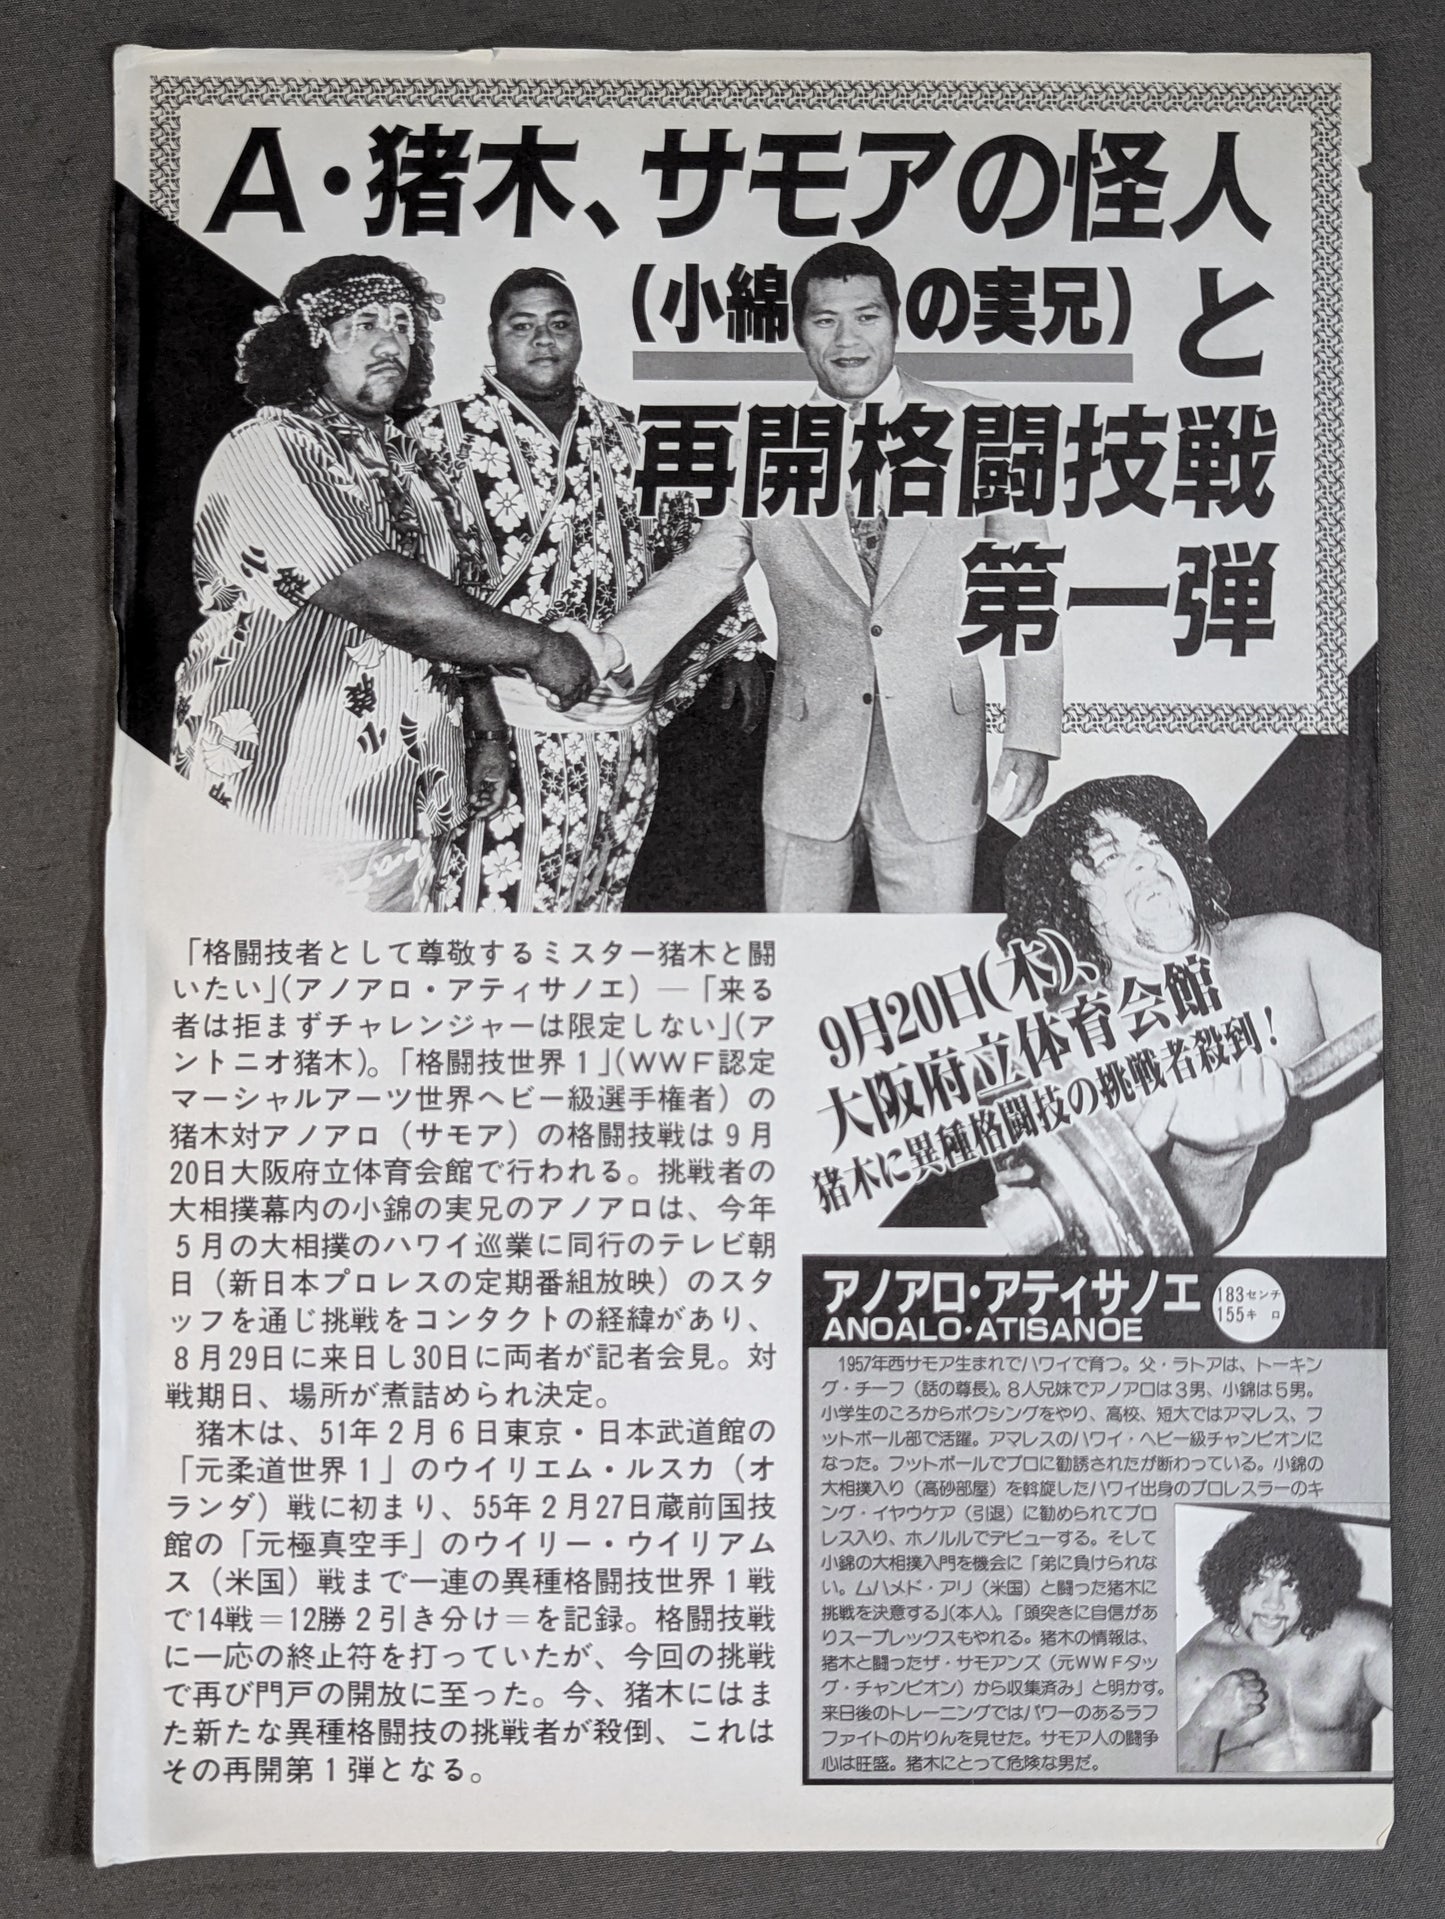 A・猪木、サモアの怪人
(小綿の実兄)と
再開格闘技戦
第一弾
「格闘技者として尊敬するミスター猪木と闘
いたい」(アノアロ・アティサノエ)―「来る
者は拒まずチャレンジャーは限定しない」(ア
ントニオ猪木)。「格闘技世界1」(WWF認定
マーシャルアーツ世界ヘビー級選手権者)の
猪木対アノアロ(サモア)の格闘技戦は9月
20日大阪府立体育会館で行われる。挑戦者の
大相撲幕内の小錦の実兄のアノアロは、今年
5月の大相撲のハワイ巡業に同行のテレビ朝
日(新日本プロレスの定期番組放映)のスタ
ッフを通じ挑戦をコンタクトの経緯があり、
8月29日に来日し30日に両者が記者会見。対
戦期日、場所が煮詰められ決定。
猪木は、51年2月6日東京・日本武道館の
「元柔道世界1」のウイリエム・ルスカ(オ
ランダ)戦に初まり、55年2月27日蔵前国技
館の「元極真空手」のウイリー・ウイリアム
ス(米国)戦まで一連の異種格闘技世界1戦
で14戦=12勝2引き分け=を記録。格闘技戦
に一応の終止符を打っていたが、今回の挑戦
で再び門戸の開放に至った。今、猪木にはま
た新たな異種格闘技の挑戦者が殺倒、これは
その再開第1弾となる。
9月20日(木)、
大阪府立体育会館
猪木に異種格闘技の挑戦者殺到!
アノアロ・アティサノエ
ANOALO・ATISANOE
183センチ
155キロ
1957年西サモア生まれでハワイで育つ。父・ラトアは、トーキン
グ・チーフ(話の尊長)。8人兄妹でアノアロは3男、小錦は5男。
小学生のころからボクシングをやり、高校、短大ではアマレス、フ
ットボール部で活躍。アマレスのハワイ・ヘビー級チャンピオンに
なった。フットボールでプロに勧誘されたが断わっている。小錦の
大相撲入り(高砂部屋)を斡旋したハワイ出身のプロレスラーのキ
ング・イヤウケア(引退)に勧められてプロ
レス入り、ホノルルでデビューする。そして
小錦の大相撲入門を機会に「弟に負けられな
い。ムハメド・アリ(米国)と闘った猪木に
挑戦を決意する」(本人)。「頭突きに自信があ
りスープレックスもやれる。猪木の情報は、
猪木と闘ったザ・サモアンズ(元WWFタッ
グ・チャンピオン)から収集済み」と明かす。
来日後のトレーニングではパワーのあるラフ
ファイトの片りんを見せた。サモア人の闘争
心は旺盛。猪木にとって危険な男だ。